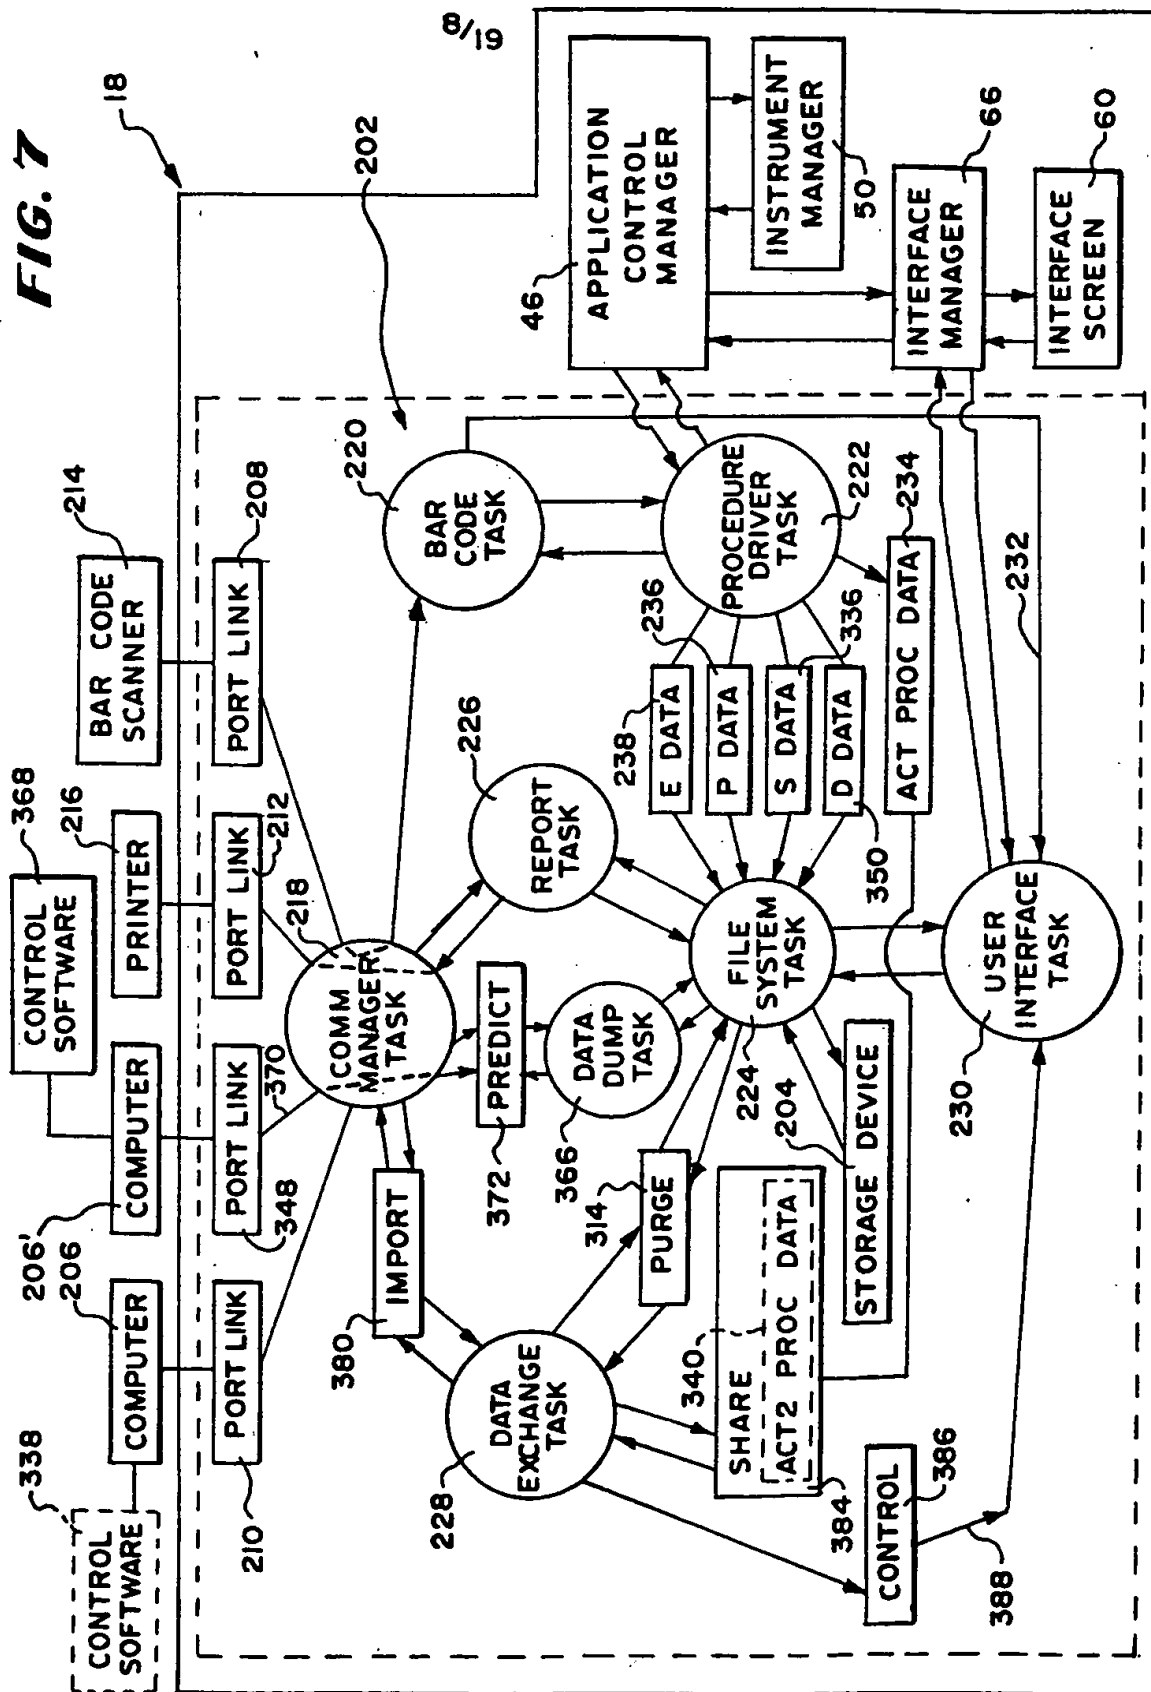 8/19
FIG. 7
18
202
338
CONTROL
SOFTWARE
206
COMPUTER
206'
COMPUTER
368
CONTROL
SOFTWARE
216
PRINTER
214
BAR CODE
SCANNER
210
PORT LINK
348
PORT LINK
370
212
PORT LINK
208
PORT LINK
218
COMM
MANAGER
TASK
220
BAR
CODE
TASK
46
APPLICATION
CONTROL
MANAGER
INSTRUMENT
MANAGER
50
380
IMPORT
372
PREDICT
226
REPORT
TASK
228
DATA
EXCHANGE
TASK
366
DATA
DUMP
TASK
PROCEDURE
DRIVER
TASK
222
314
PURGE
238
E DATA
236
P DATA
S DATA
336
D DATA
350
ACT PROC DATA
234
224
FILE
SYSTEM
TASK
SHARE
340
ACT2 PROC DATA
384
204
STORAGE DEVICE
INTERFACE
MANAGER
66
INTERFACE
SCREEN
60
CONTROL
386
388
230
USER
INTERFACE
TASK
232